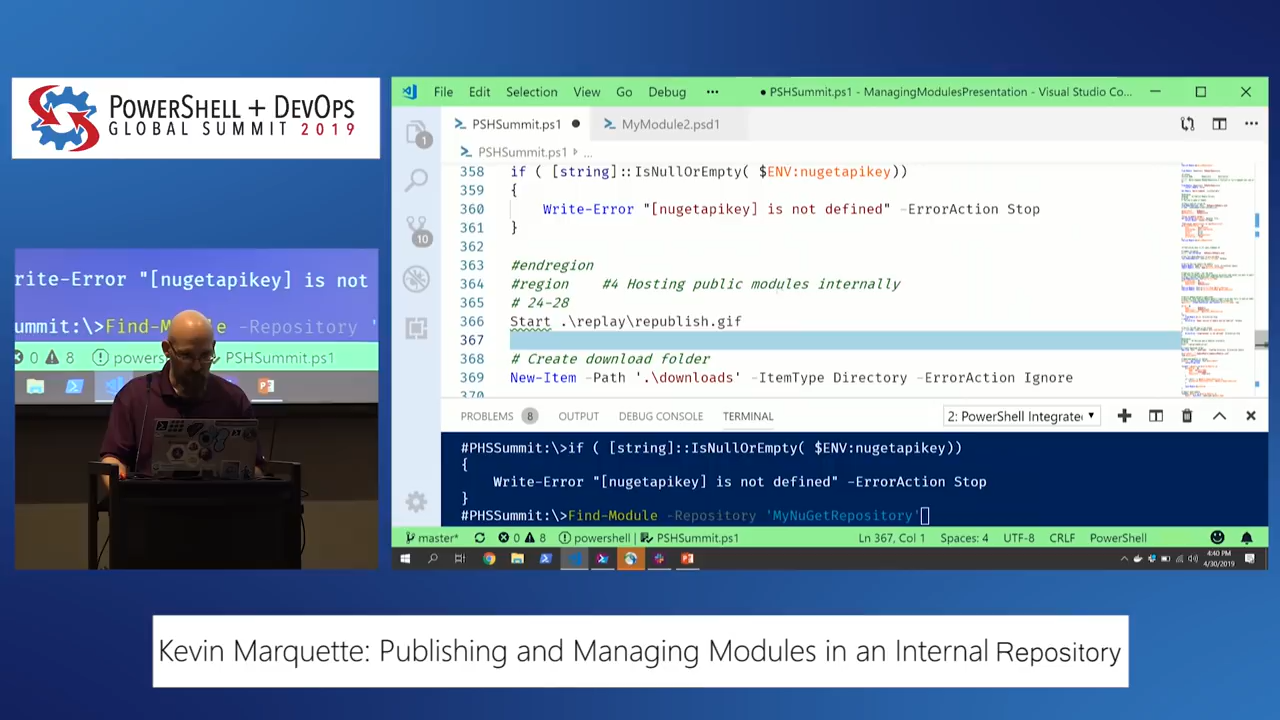 POWERSHELL + DEVOPS
GLOBAL SUMMIT 2019
rite-Error "[nugetapikey] is not
ummit:\>Find-M le -Repository '
0 8 powers PSHSummit.ps1
File Edit Selection View Go Debug ••• ● PSHSummit.ps1 - ManagingModulesPresentation - Visual Studio Co...
PSHSummit.ps1 ● MyModule2.psd1
PSHSummit.ps1 ...
358 if ( [string]::IsNullOrEmpty( $ENV:nugetapikey))
359
360 Write-Error "[nugetapikey] is not defined" -ErrorAction Stop
361 }
362
363 endregion
364 Hosting public modules internally
365 # 24-28
366 start .\replay\republish.gif
367
368 Create download folder
369 New-Item -Path '.\downloads' -ItemType Directory -ErrorAction Ignore
370
PROBLEMS 8 OUTPUT DEBUG CONSOLE TERMINAL 2: PowerShell Integrate
#PHSSummit:\>if ( [string]::IsNullOrEmpty( $ENV:nugetapikey))
{
Write-Error "[nugetapikey] is not defined" -ErrorAction Stop
}
#PHSSummit:\>Find-Module -Repository 'MyNuGetRepository'
master* 0 8 powershell PSHSummit.ps1 Ln 367, Col 1 Spaces: 4 UTF-8 CRLF PowerShell
4:40 PM
4/30/2019
Kevin Marquette: Publishing and Managing Modules in an Internal Repository